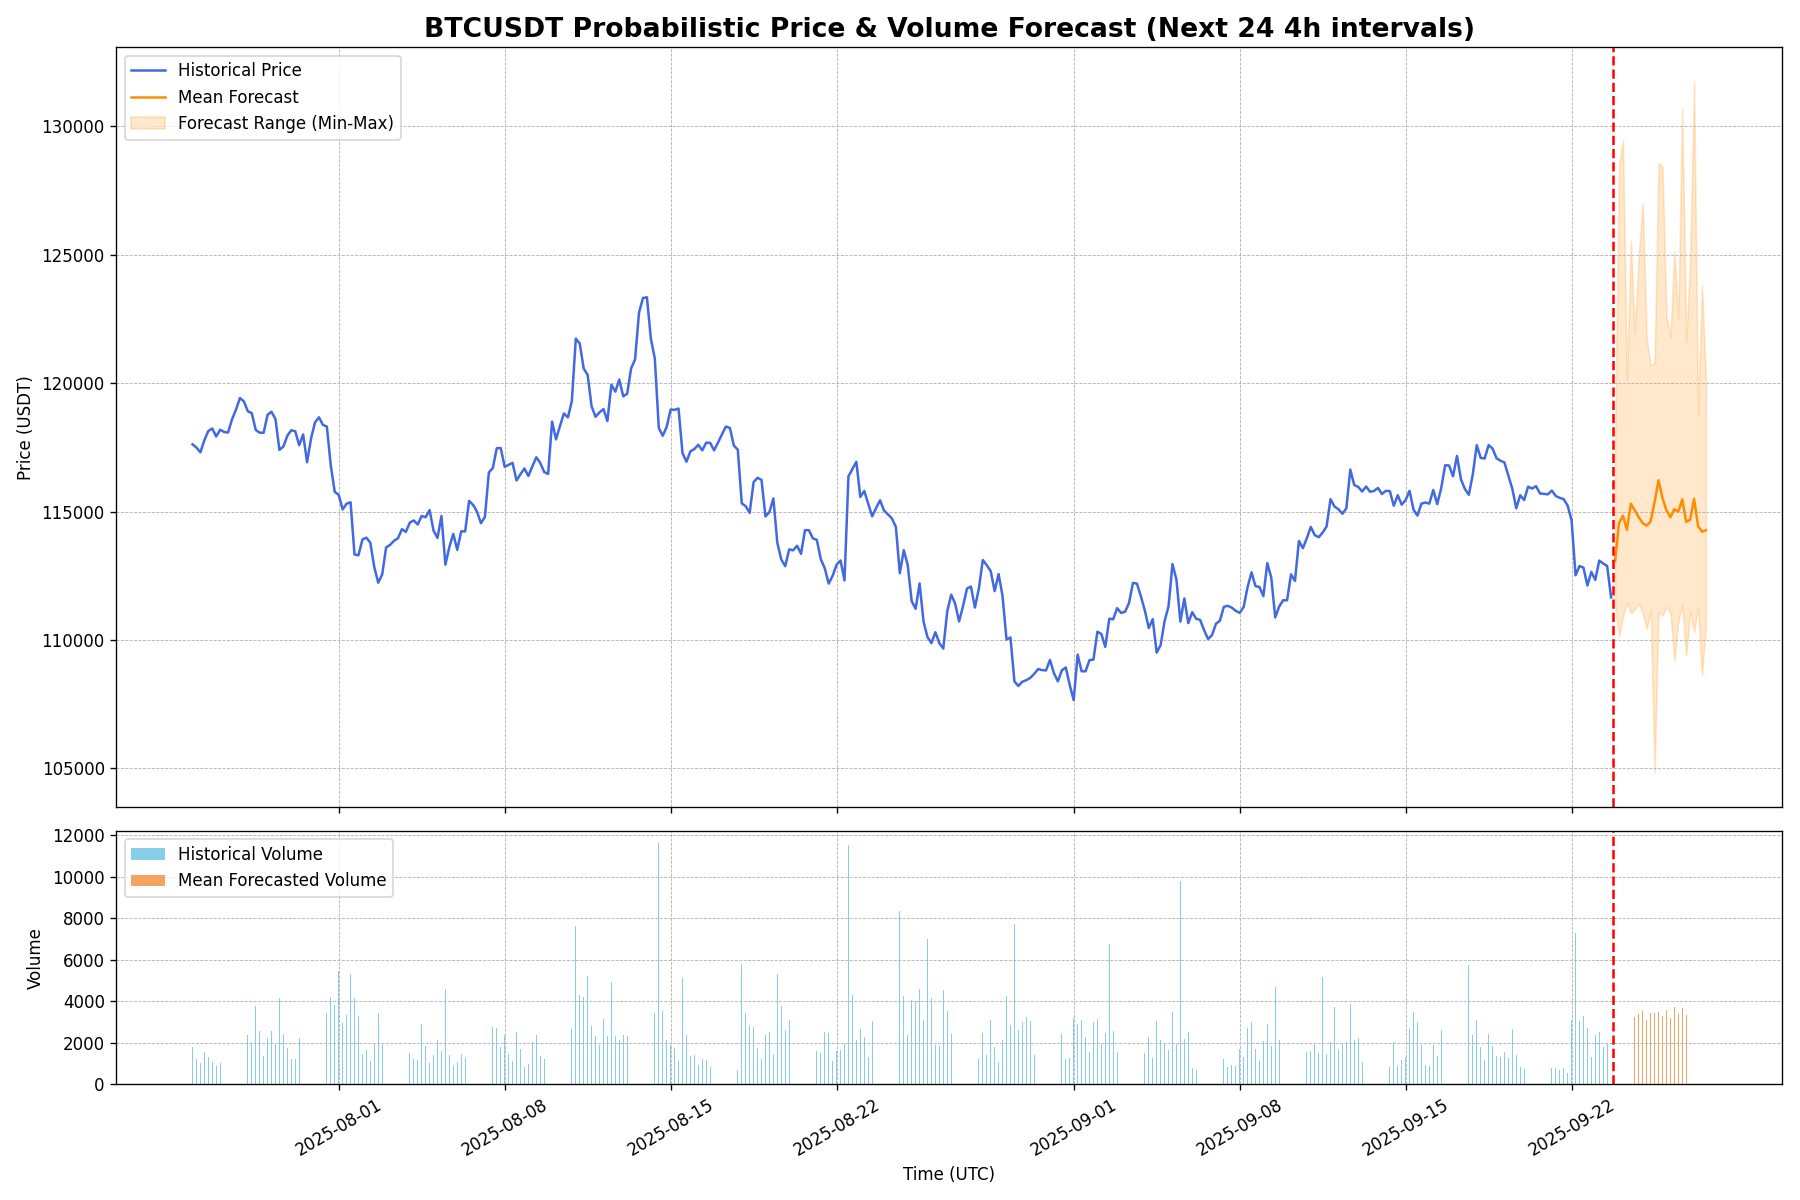 BTCUSDT Probabilistic Price & Volume Forecast (Next 24 4h intervals)
Historical Price
Mean Forecast
Forecast Range (Min-Max)
Price (USDT)
130000
125000
120000
115000
110000
105000
Historical Volume
Mean Forecasted Volume
Volume
12000
10000
8000
6000
4000
2000
0
2025-08-01
2025-08-08
2025-08-15
2025-08-22
2025-09-01
2025-09-08
2025-09-15
2025-09-22
Time (UTC)